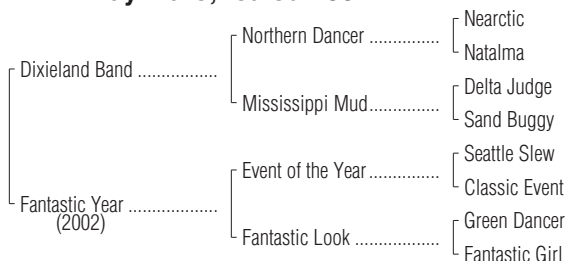 Nearctic
Northern Dancer ................
Natalma
Dixieland Band .................
Delta Judge
Mississippi Mud................
Sand Buggy
Seattle Slew
Event of the Year................
Classic Event
Fantastic Year ...................
(2002)
Green Dancer
Fantastic Look ...................
Fantastic Girl